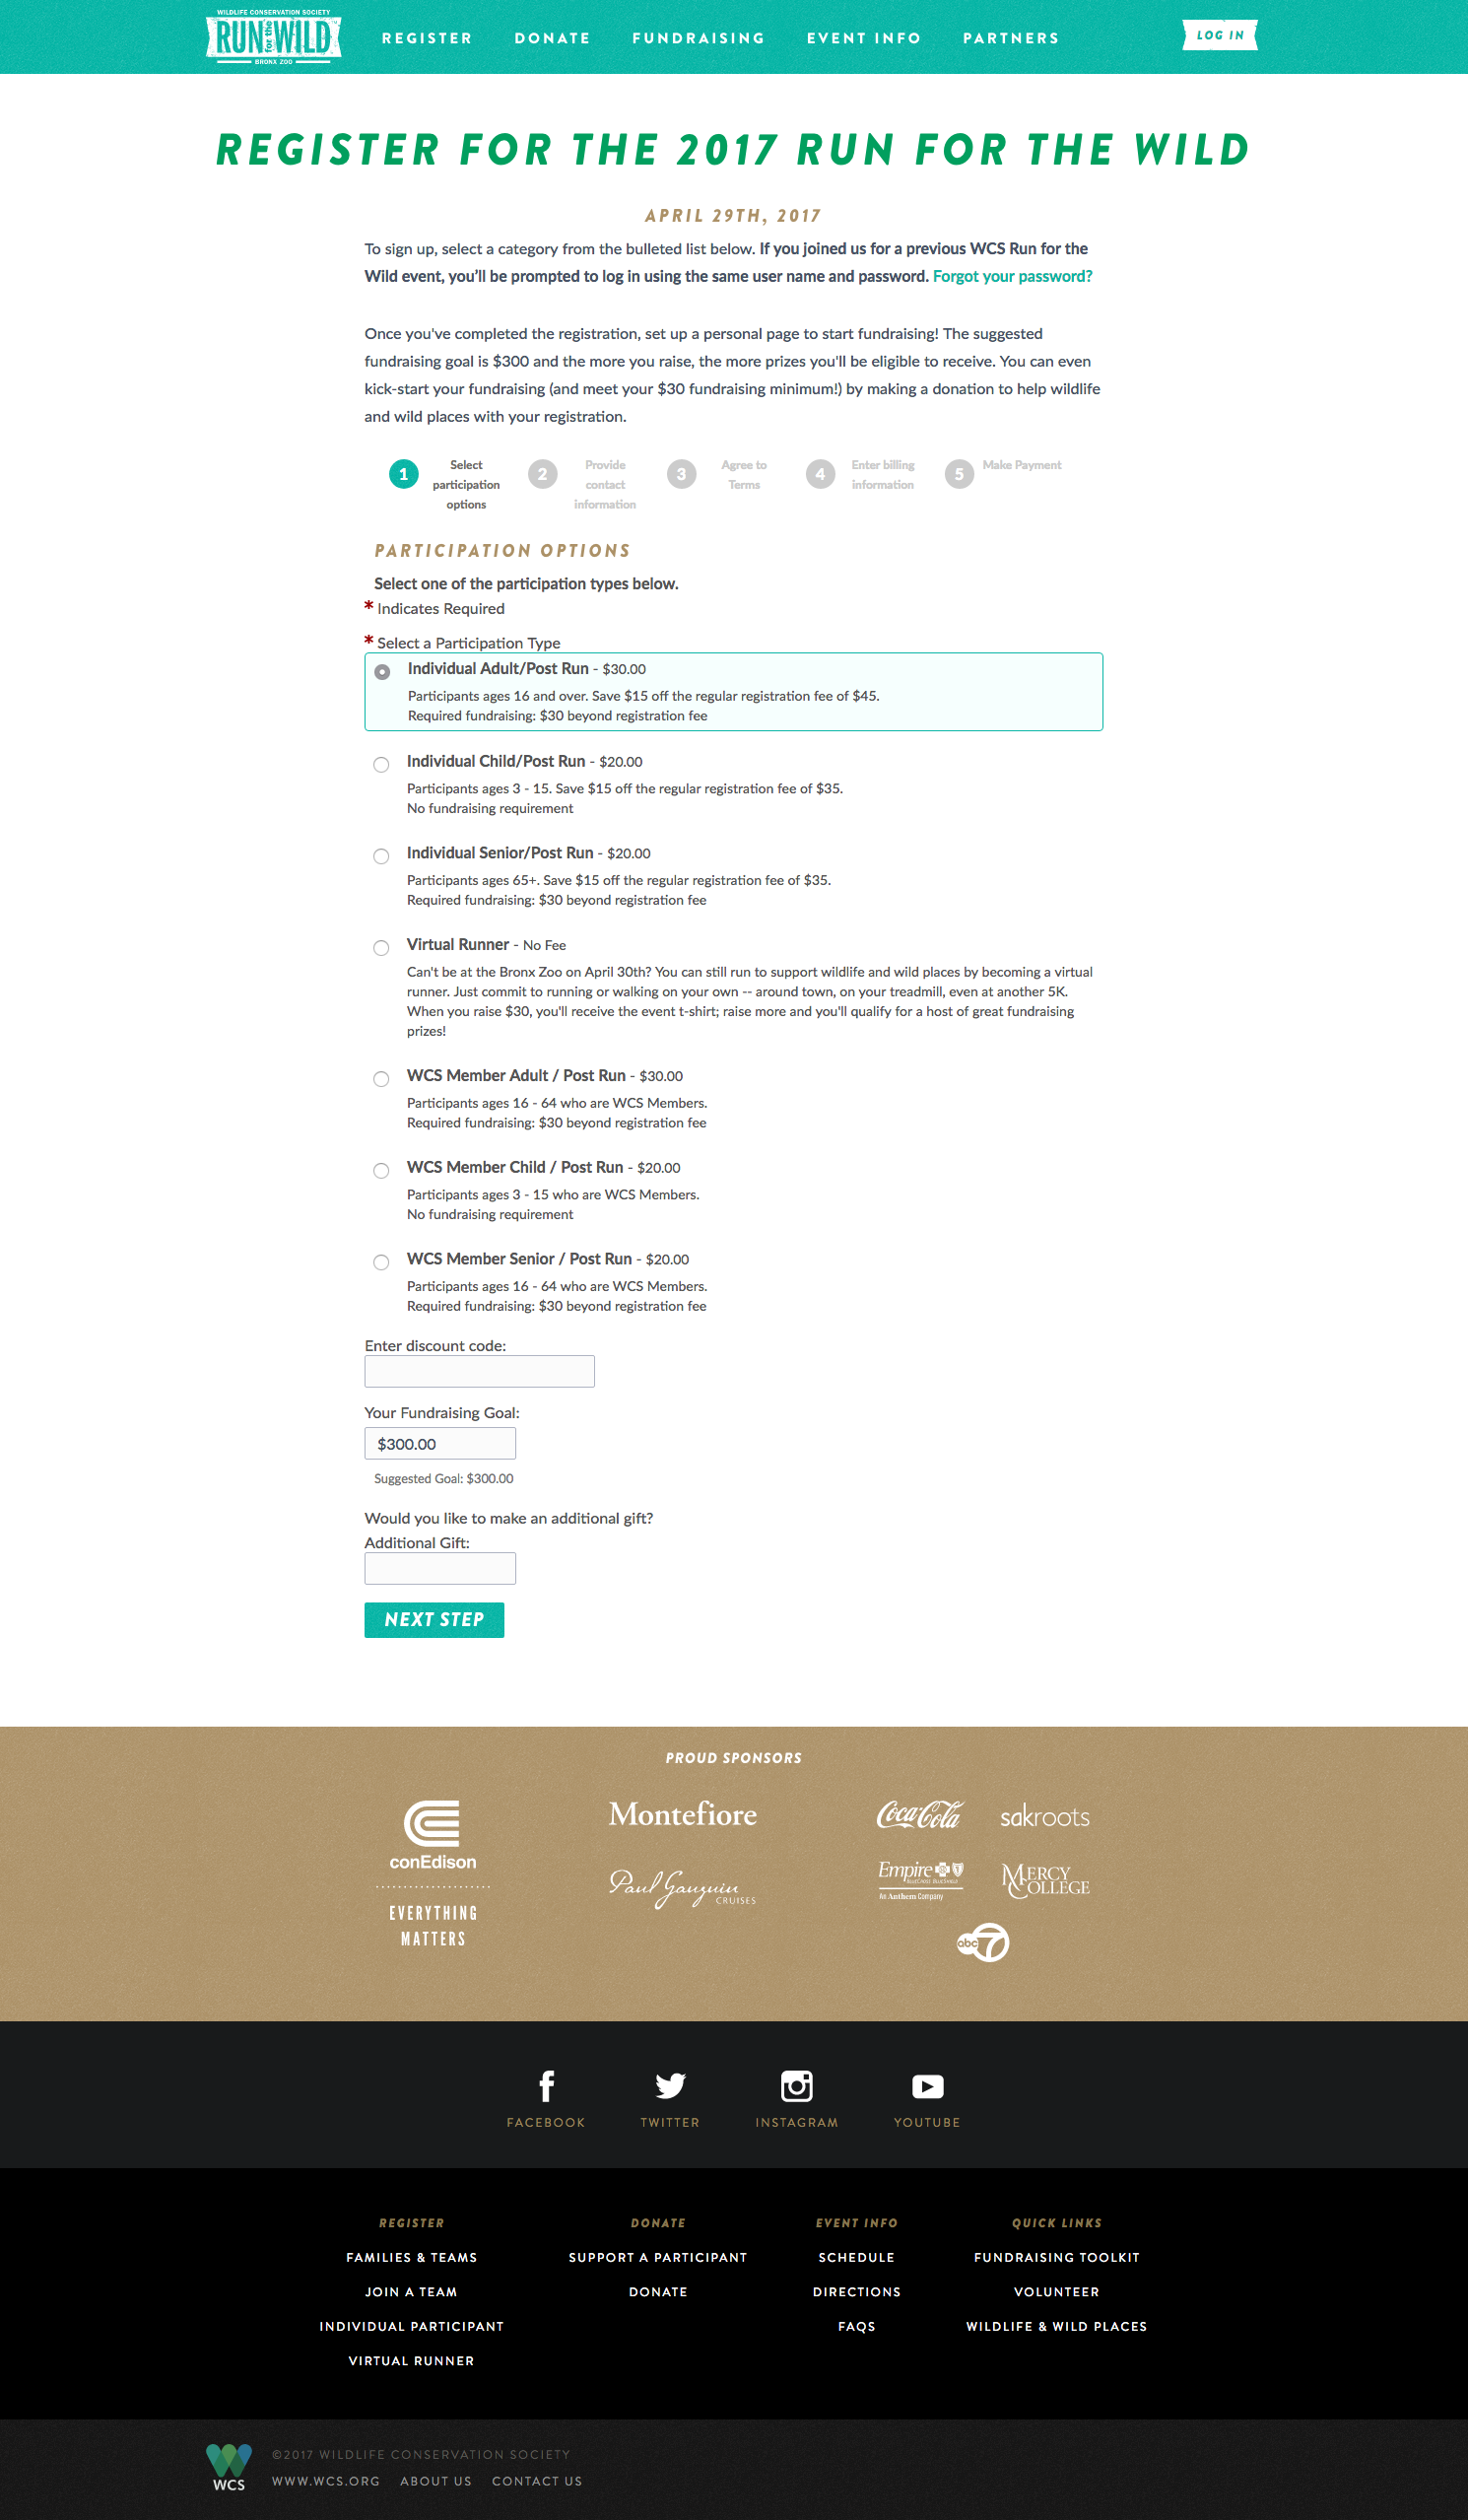 WILDLIFE CONSERVATION SOCIETY
RUN for the WILD
BRONX ZOO
REGISTER DONATE FUNDRAISING EVENT INFO PARTNERS
LOG IN
REGISTER FOR THE 2017 RUN FOR THE WILD
APRIL 29TH, 2017
To sign up, select a category from the bulleted list below. If you joined us for a previous WCS Run for the
Wild event, you'll be prompted to log in using the same user name and password. Forgot your password?
Once you've completed the registration, set up a personal page to start fundraising! The suggested
fundraising goal is $300 and the more you raise, the more prizes you'll be eligible to receive. You can even
kick-start your fundraising (and meet your $30 fundraising minimum!) by making a donation to help wildlife
and wild places with your registration.
1 Select participation options
2 Provide contact information
3 Agree to Terms
4 Enter billing information
5 Make Payment
PARTICIPATION OPTIONS
Select one of the participation types below.
* Indicates Required
* Select a Participation Type
Individual Adult/Post Run - $30.00
Participants ages 16 and over. Save $15 off the regular registration fee of $45.
Required fundraising: $30 beyond registration fee
Individual Child/Post Run - $20.00
Participants ages 3 - 15. Save $15 off the regular registration fee of $35.
No fundraising requirement
Individual Senior/Post Run - $20.00
Participants ages 65+. Save $15 off the regular registration fee of $35.
Required fundraising: $30 beyond registration fee
Virtual Runner - No Fee
Can't be at the Bronx Zoo on April 30th? You can still run to support wildlife and wild places by becoming a virtual
runner. Just commit to running or walking on your own -- around town, on your treadmill, even at another 5K.
When you raise $30, you'll receive the event t-shirt; raise more and you'll qualify for a host of great fundraising
prizes!
WCS Member Adult / Post Run - $30.00
Participants ages 16 - 64 who are WCS Members.
Required fundraising: $30 beyond registration fee
WCS Member Child / Post Run - $20.00
Participants ages 3 - 15 who are WCS Members.
No fundraising requirement
WCS Member Senior / Post Run - $20.00
Participants ages 16 - 64 who are WCS Members.
Required fundraising: $30 beyond registration fee
Enter discount code:
Your Fundraising Goal:
$300.00
Suggested Goal: $300.00
Would you like to make an additional gift?
Additional Gift:
NEXT STEP
PROUD SPONSORS
conEdison
EVERYTHING
MATTERS
Montefiore
Paul Gauguin
CRUISES
Coca-Cola
sakroots
Empire
BLUECROSS BLUESHIELD
An Anthem Company
MERCY
COLLEGE
abc 7
FACEBOOK TWITTER INSTAGRAM YOUTUBE
REGISTER
FAMILIES & TEAMS
JOIN A TEAM
INDIVIDUAL PARTICIPANT
VIRTUAL RUNNER
DONATE
SUPPORT A PARTICIPANT
DONATE
EVENT INFO
SCHEDULE
DIRECTIONS
FAQS
QUICK LINKS
FUNDRAISING TOOLKIT
VOLUNTEER
WILDLIFE & WILD PLACES
WCS
©2017 WILDLIFE CONSERVATION SOCIETY
WWW.WCS.ORG ABOUT US CONTACT US